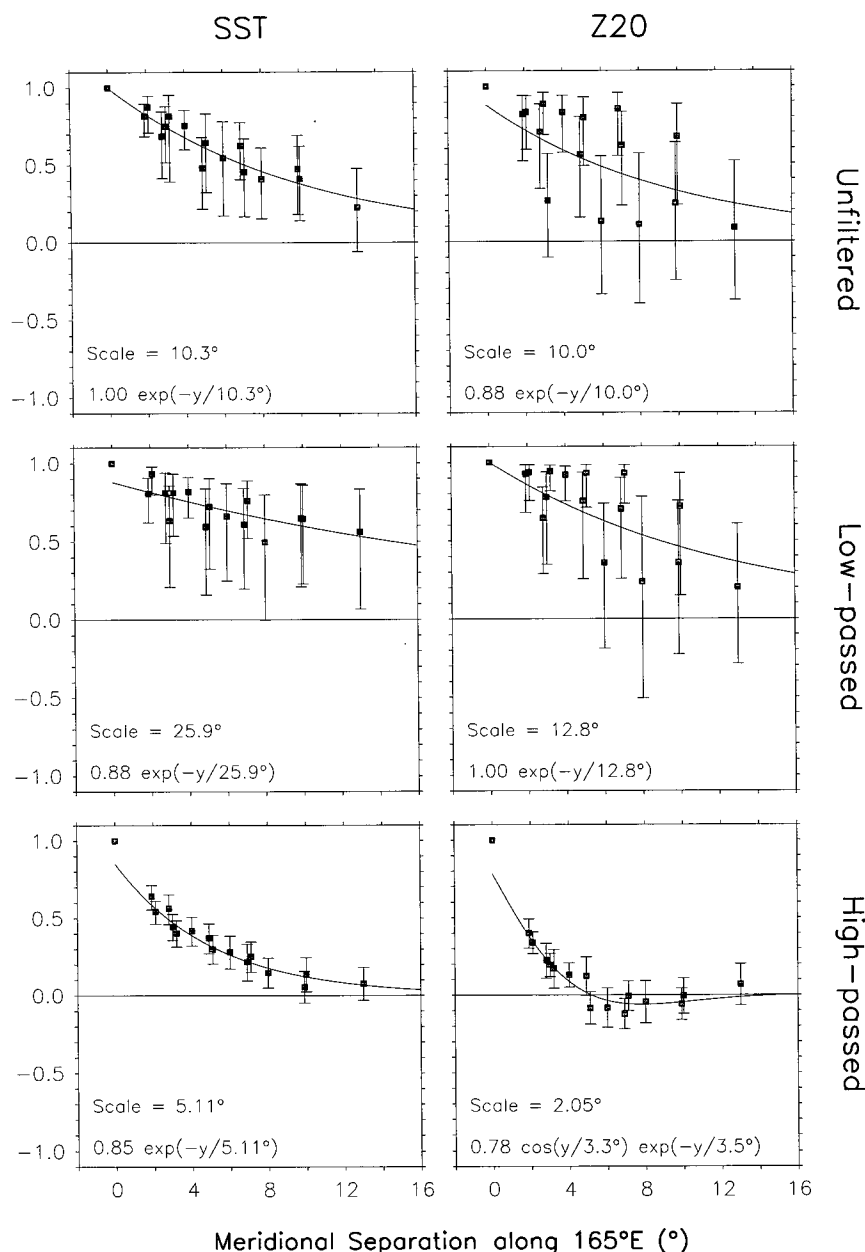 SST
Z20
1.0
0.5
0.0
−0.5
−1.0
Scale = 10.3°
1.00 exp(−y/10.3°)
Scale = 10.0°
0.88 exp(−y/10.0°)
Unfiltered
1.0
0.5
0.0
−0.5
−1.0
Scale = 25.9°
0.88 exp(−y/25.9°)
Scale = 12.8°
1.00 exp(−y/12.8°)
Low−passed
1.0
0.5
0.0
−0.5
−1.0
Scale = 5.11°
0.85 exp(−y/5.11°)
Scale = 2.05°
0.78 cos(y/3.3°) exp(−y/3.5°)
High−passed
0 4 8 12 16
0 4 8 12 16
Meridional Separation along 165°E (°)